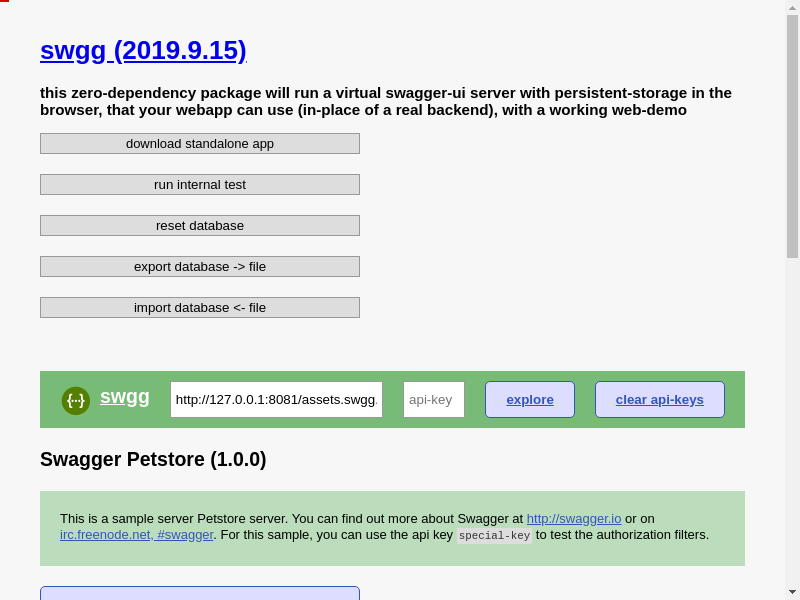 swgg (2019.9.15)
this zero-dependency package will run a virtual swagger-ui server with persistent-storage in the
browser, that your webapp can use (in-place of a real backend), with a working web-demo
download standalone app
run internal test
reset database
export database -> file
import database <- file
{···} swgg http://127.0.0.1:8081/assets.swgg. api-key explore clear api-keys
Swagger Petstore (1.0.0)
This is a sample server Petstore server. You can find out more about Swagger at http://swagger.io or on
irc.freenode.net, #swagger. For this sample, you can use the api key special-key to test the authorization filters.